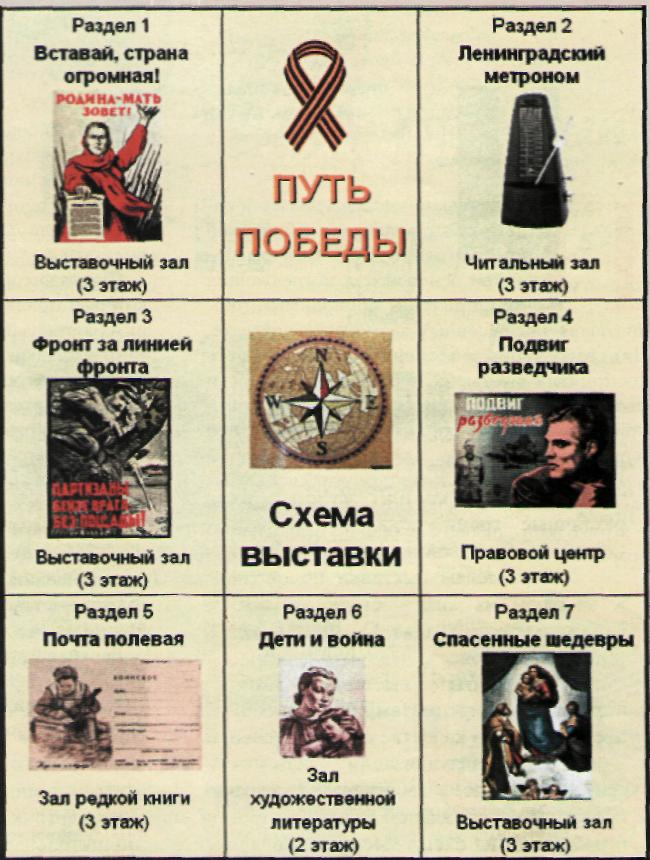 Раздел 1
Вставай, страна
огромная!
РОДИНА-МАТЬ
ЗОВЕТ!
Выставочный зал
(3 этаж)
ПУТЬ
ПОБЕДЫ
Раздел 2
Ленинградский
метроном
Читальный зал
(3 этаж)
Раздел 3
Фронт за линией
фронта
ПАРТИЗАНЫ
БЕЙТЕ ВРАГА
БЕЗ ПОЩАДЫ!
Выставочный зал
(3 этаж)
N
W
E
S
Схема
выставки
Раздел 4
Подвиг
разведчика
ПОДВИГ
разведчика
Правовой центр
(3 этаж)
Раздел 5
Почта полевая
ВОИНСКОЕ
Зал редкой книги
(3 этаж)
Раздел 6
Дети и война
Зал
художественной
литературы
(2 этаж)
Раздел 7
Спасенные шедевры
Выставочный зал
(3 этаж)